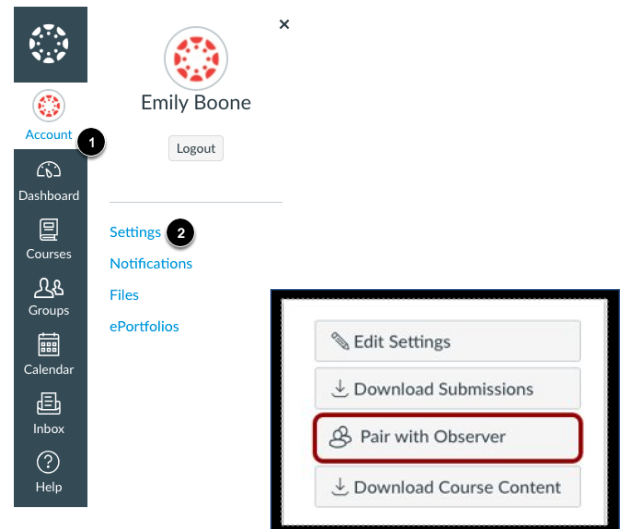 ×
Emily Boone
Logout
Account 1
Dashboard
Courses
Groups
Calendar
Inbox
Help
Settings 2
Notifications
Files
ePortfolios
Edit Settings
Download Submissions
Pair with Observer
Download Course Content